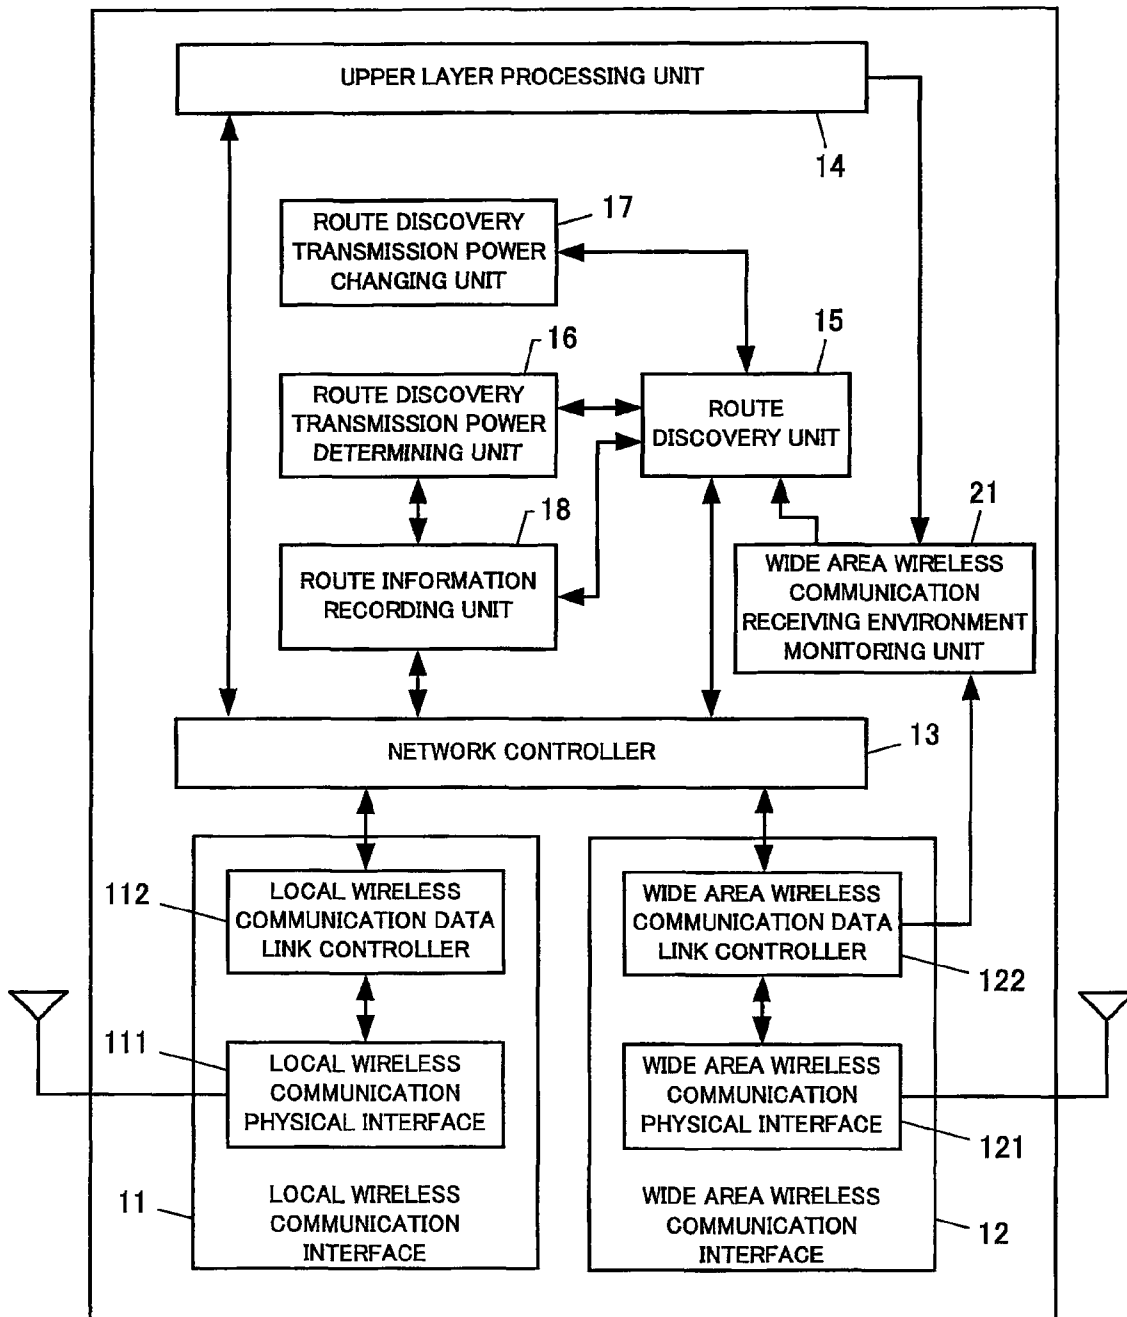 UPPER LAYER PROCESSING UNIT
14
17
ROUTE DISCOVERY
TRANSMISSION POWER
CHANGING UNIT
16
15
ROUTE DISCOVERY
TRANSMISSION POWER
DETERMINING UNIT
ROUTE
DISCOVERY UNIT
18
21
ROUTE INFORMATION
RECORDING UNIT
WIDE AREA WIRELESS
COMMUNICATION
RECEIVING ENVIRONMENT
MONITORING UNIT
NETWORK CONTROLLER
13
112
LOCAL WIRELESS
COMMUNICATION DATA
LINK CONTROLLER
WIDE AREA WIRELESS
COMMUNICATION DATA
LINK CONTROLLER
122
111
LOCAL WIRELESS
COMMUNICATION
PHYSICAL INTERFACE
WIDE AREA WIRELESS
COMMUNICATION
PHYSICAL INTERFACE
121
11
LOCAL WIRELESS
COMMUNICATION
INTERFACE
WIDE AREA WIRELESS
COMMUNICATION
INTERFACE
12